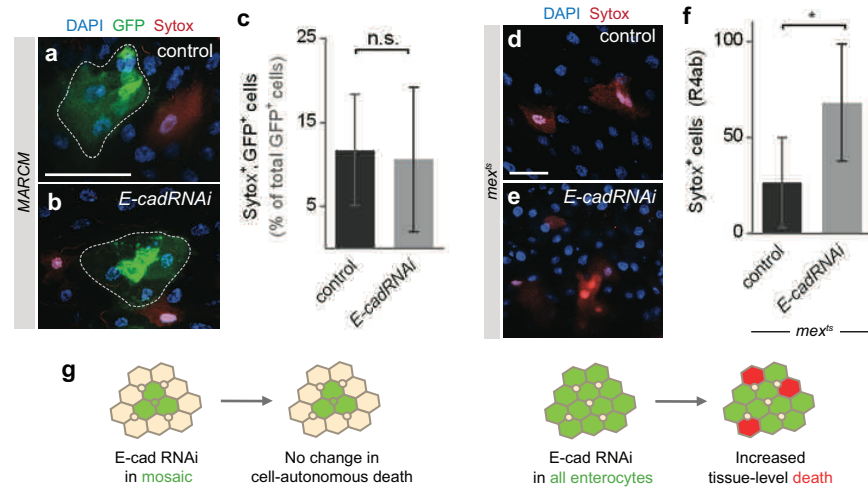 DAPI GFP Sytox
a
control
b
E-cadRNAi
MARCM
c
Sytox⁺ GFP⁺ cells
(% of total GFP⁺ cells)
25
15
5
n.s.
control
E-cadRNAi
DAPI Sytox
d
control
e
E-cadRNAi
mexᵗˢ
f
Sytox⁺ cells (R4ab)
100
50
0
*
control
E-cadRNAi
mexᵗˢ
g
E-cad RNAi
in mosaic
No change in
cell-autonomous death
E-cad RNAi
in all enterocytes
Increased
tissue-level death